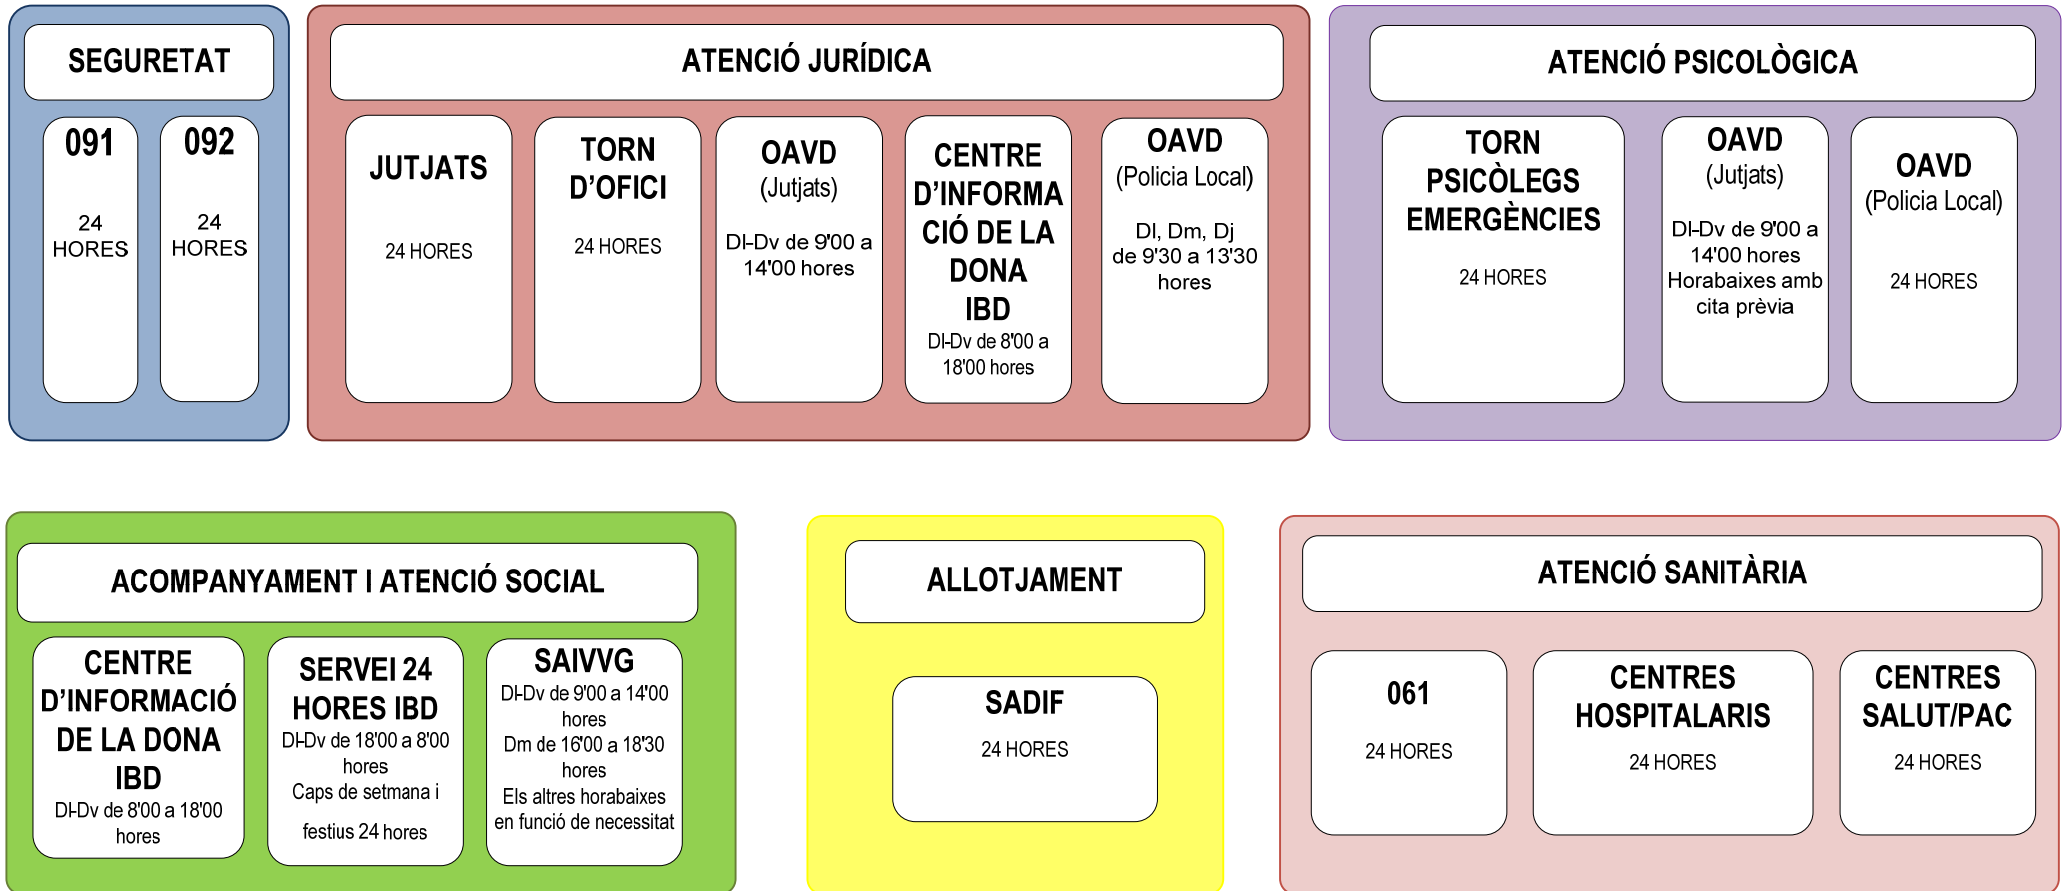 SEGURETAT
091
24
HORES
092
24
HORES
ATENCIÓ JURÍDICA
JUTJATS
24 HORES
TORN
D'OFICI
24 HORES
OAVD
(Jutjats)
Dl-Dv de 9'00 a
14'00 hores
CENTRE
D'INFORMA
CIÓ DE LA
DONA
IBD
Dl-Dv de 8'00 a
18'00 hores
OAVD
(Policia Local)
Dl, Dm, Dj
de 9'30 a 13'30
hores
ATENCIÓ PSICOLÒGICA
TORN
PSICÒLEGS
EMERGÈNCIES
24 HORES
OAVD
(Jutjats)
Dl-Dv de 9'00 a
14'00 hores
Horabaixes amb
cita prèvia
OAVD
(Policia Local)
24 HORES
ACOMPANYAMENT I ATENCIÓ SOCIAL
CENTRE
D'INFORMACIÓ
DE LA DONA
IBD
Dl-Dv de 8'00 a 18'00
hores
SERVEI 24
HORES IBD
Dl-Dv de 18'00 a 8'00
hores
Caps de setmana i
festius 24 hores
SAIVVG
Dl-Dv de 9'00 a 14'00
hores
Dm de 16'00 a 18'30
hores
Els altres horabaixes
en funció de necessitat
ALLOTJAMENT
SADIF
24 HORES
ATENCIÓ SANITÀRIA
061
24 HORES
CENTRES
HOSPITALARIS
24 HORES
CENTRES
SALUT/PAC
24 HORES